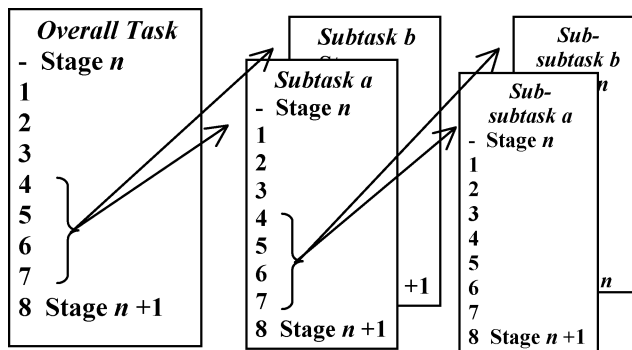 Overall Task
- Stage n
1
2
3
4
5
6
7
8 Stage n +1
Subtask b
+1
Subtask a
- Stage n
1
2
3
4
5
6
7
8 Stage n +1
Sub-
subtask b
n
n
Sub-
subtask a
- Stage n
1
2
3
4
5
6
7
8 Stage n +1